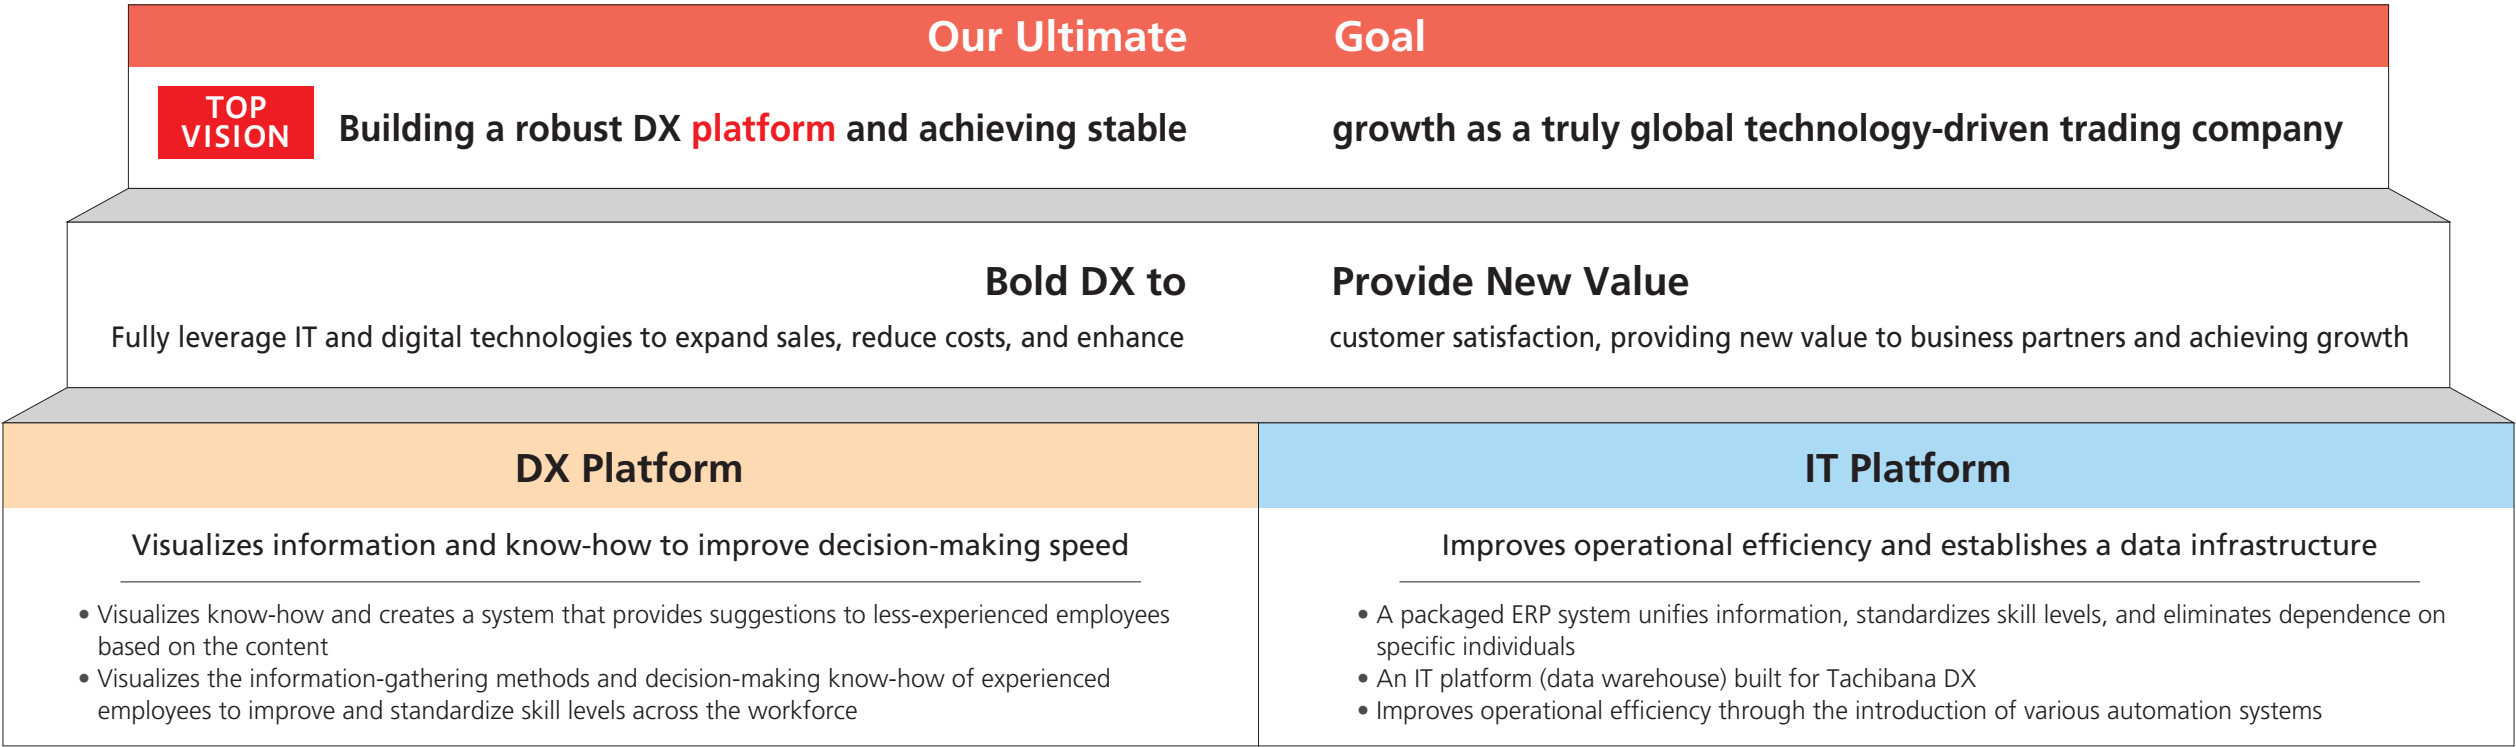 Our Ultimate Goal
TOP
VISION
Building a robust DX platform and achieving stable growth as a truly global technology-driven trading company
Bold DX to Provide New Value
Fully leverage IT and digital technologies to expand sales, reduce costs, and enhance customer satisfaction, providing new value to business partners and achieving growth
DX Platform
Visualizes information and know-how to improve decision-making speed
• Visualizes know-how and creates a system that provides suggestions to less-experienced employees
based on the content
• Visualizes the information-gathering methods and decision-making know-how of experienced
employees to improve and standardize skill levels across the workforce
IT Platform
Improves operational efficiency and establishes a data infrastructure
• A packaged ERP system unifies information, standardizes skill levels, and eliminates dependence on
specific individuals
• An IT platform (data warehouse) built for Tachibana DX
• Improves operational efficiency through the introduction of various automation systems